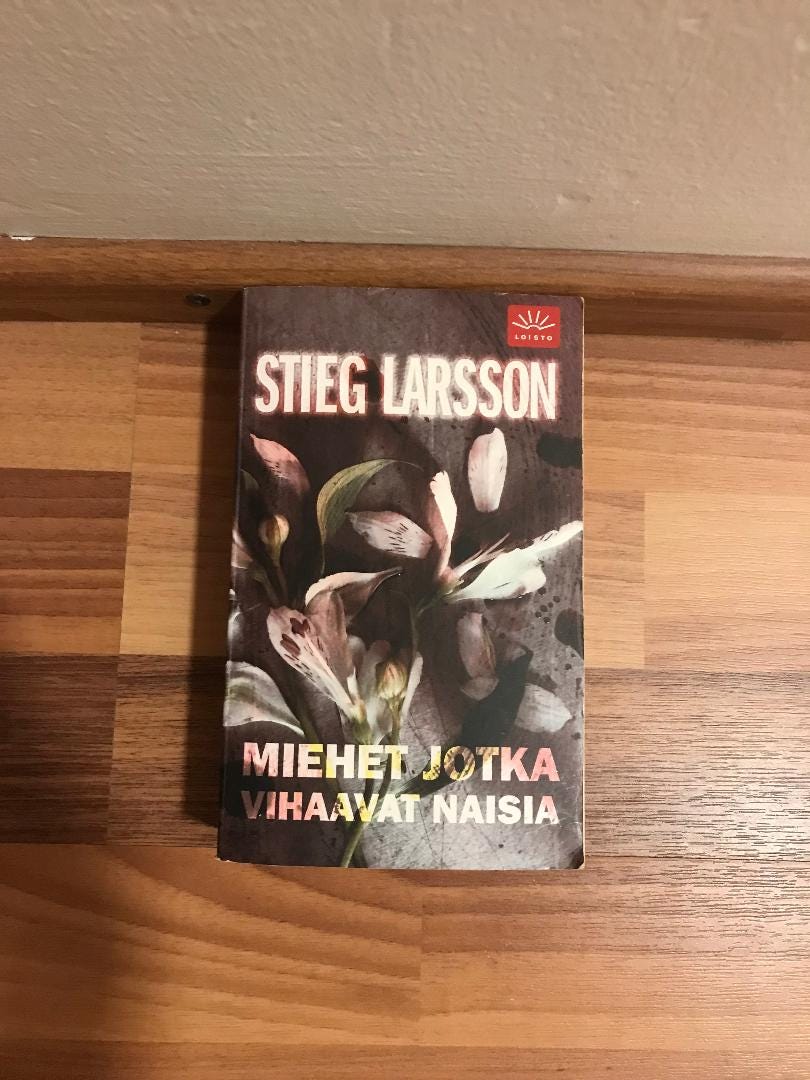 LOISTO
STIEG LARSSON
MIEHET JOTKA
VIHAAVAT NAISIA